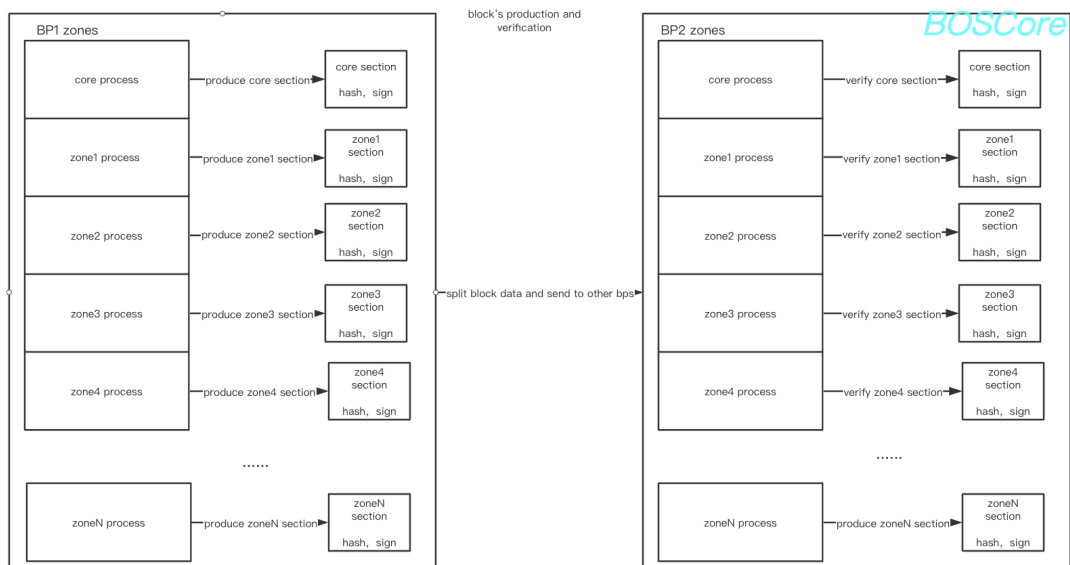 block's production and
verification
BOSCore
BP1 zones
core process
produce core section
core section
hash, sign
zone1 process
produce zone1 section
zone1
section
hash, sign
zone2 process
produce zone2 section
zone2
section
hash, sign
zone3 process
produce zone3 section
zone3
section
hash, sign
zone4 process
produce zone4 section
zone4
section
hash, sign
......
zoneN process
produce zoneN section
zoneN
section
hash, sign
split block data and send to other bps
BP2 zones
core process
verify core section
core section
hash, sign
zone1 process
verify zone1 section
zone1
section
hash, sign
zone2 process
verify zone2 section
zone2
section
hash, sign
zone3 process
verify zone3 section
zone3
section
hash, sign
zone4 process
verify zone4 section
zone4
section
hash, sign
......
zoneN process
produce zoneN section
zoneN
section
hash, sign